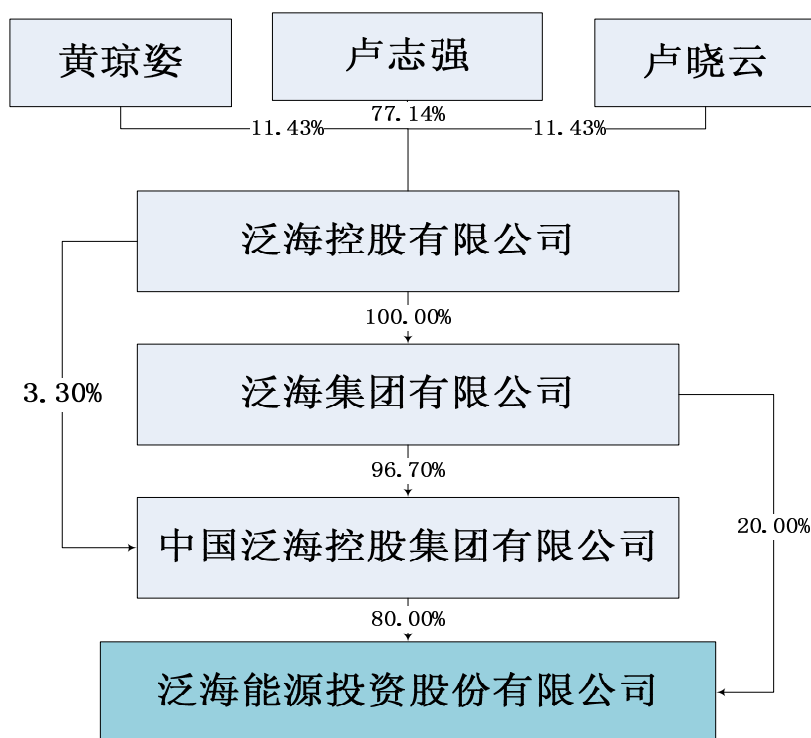 黄琼姿
卢志强
卢晓云
77.14%
11.43%
11.43%
泛海控股有限公司
100.00%
泛海集团有限公司
3.30%
96.70%
中国泛海控股集团有限公司
20.00%
80.00%
泛海能源投资股份有限公司